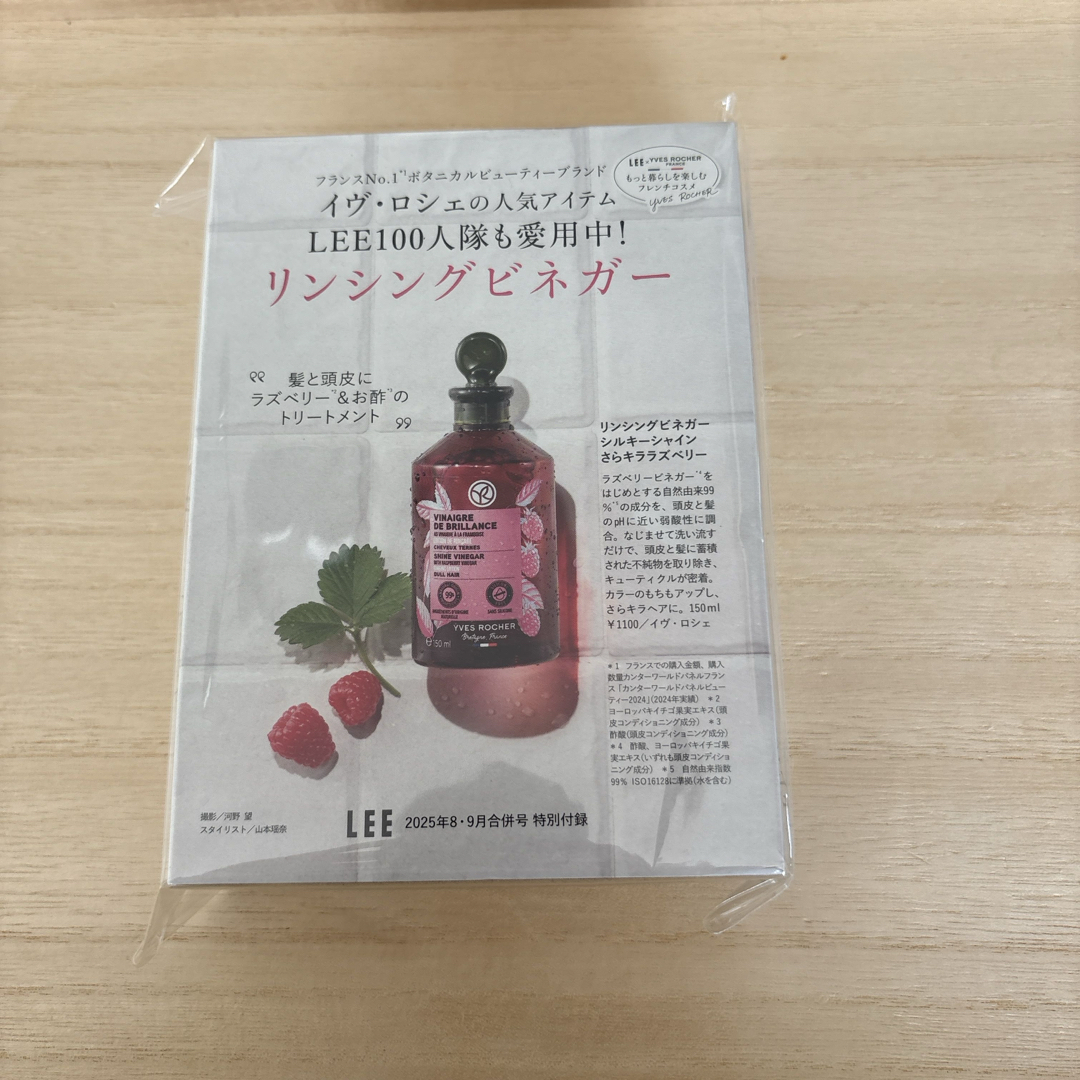 フランスNo.1*1ボタニカルビューティーブランド
イヴ・ロシェの人気アイテム
LEE100人隊も愛用中!
リンシングビネガー
LEE×YVES ROCHER
FRANCE
もっと暮らしを楽しむ
フレンチコスメ
YVES ROCHER
髪と頭皮に
ラズベリー*2&お酢*3の
トリートメント
VINAIGRE
DE BRILLANCE
AU VINAIGRE À LA FRAMBOISE
CHEVEUX TERNES
SHINE VINEGAR
WITH RASPBERRY VINEGAR
DULL HAIR
99%
YVES ROCHER
Bretagne, France
150 ml
リンシングビネガー
シルキーシャイン
さらキララズベリー
ラズベリービネガー*4を
はじめとする自然由来99
%*5の成分を、頭皮と髪
のpHに近い弱酸性に調
合。なじませて洗い流す
だけで、頭皮と髪に蓄積
された不純物を取り除き、
キューティクルが密着。
カラーのもちもアップし、
さらキラヘアに。150ml
¥1100/イヴ・ロシェ
*1 フランスでの購入金額、購入
数量カンターワールドパネルフラン
ス「カンターワールドパネルビュー
ティー2024」(2024年実績) *2
ヨーロッパキイチゴ果実エキス(頭
皮コンディショニング成分) *3
酢酸(頭皮コンディショニング成分)
*4 酢酸、ヨーロッパキイチゴ果
実エキス(いずれも頭皮コンディショ
ニング成分) *5 自然由来指数
99% ISO16128に準拠(水を含む)
撮影/河野 望
スタイリスト/山本瑶奈
LEE 2025年8・9月合併号 特別付録